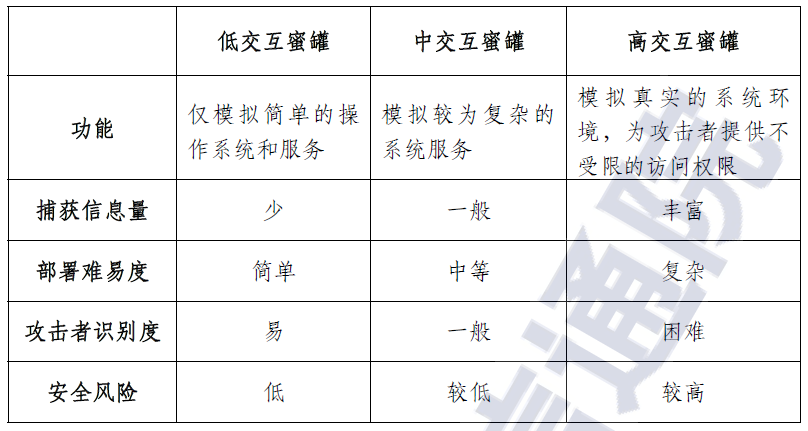 低交互蜜罐 中交互蜜罐 高交互蜜罐
功能 仅模拟简单的操作系统和服务 模拟较为复杂的系统服务 模拟真实的系统环境，为攻击者提供不受限的访问权限
捕获信息量 少 一般 丰富
部署难易度 简单 中等 复杂
攻击者识别度 易 一般 困难
安全风险 低 较低 较高
信通院